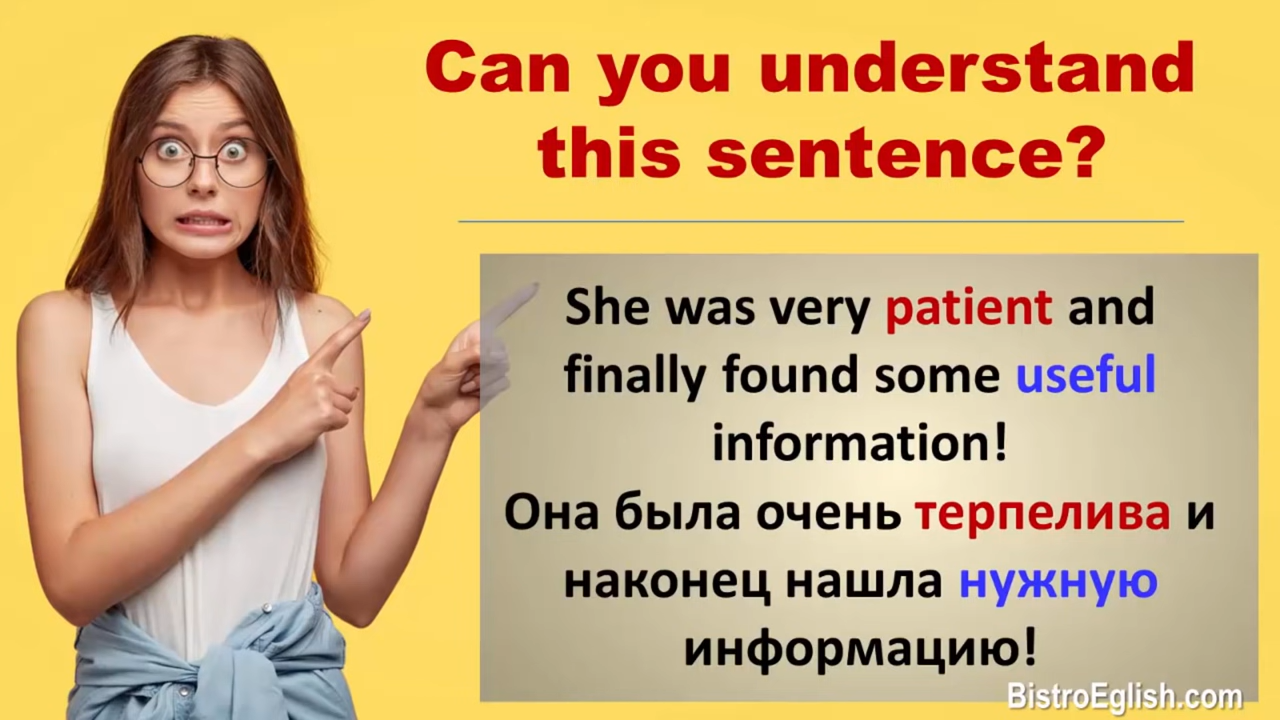 Can you understand
this sentence?
She was very patient and
finally found some useful
information!
Она была очень терпелива и
наконец нашла нужную
информацию!
BistroEglish.com